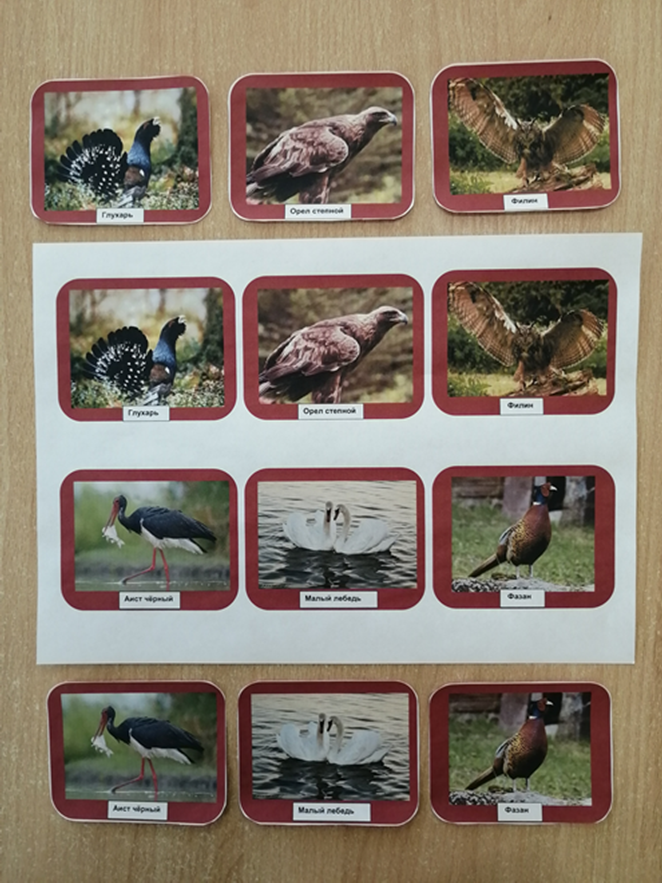 Глухарь
Орел степной
Филин
Глухарь
Орел степной
Филин
Аист чёрный
Малый лебедь
Фазан
Аист чёрный
Малый лебедь
Фазан